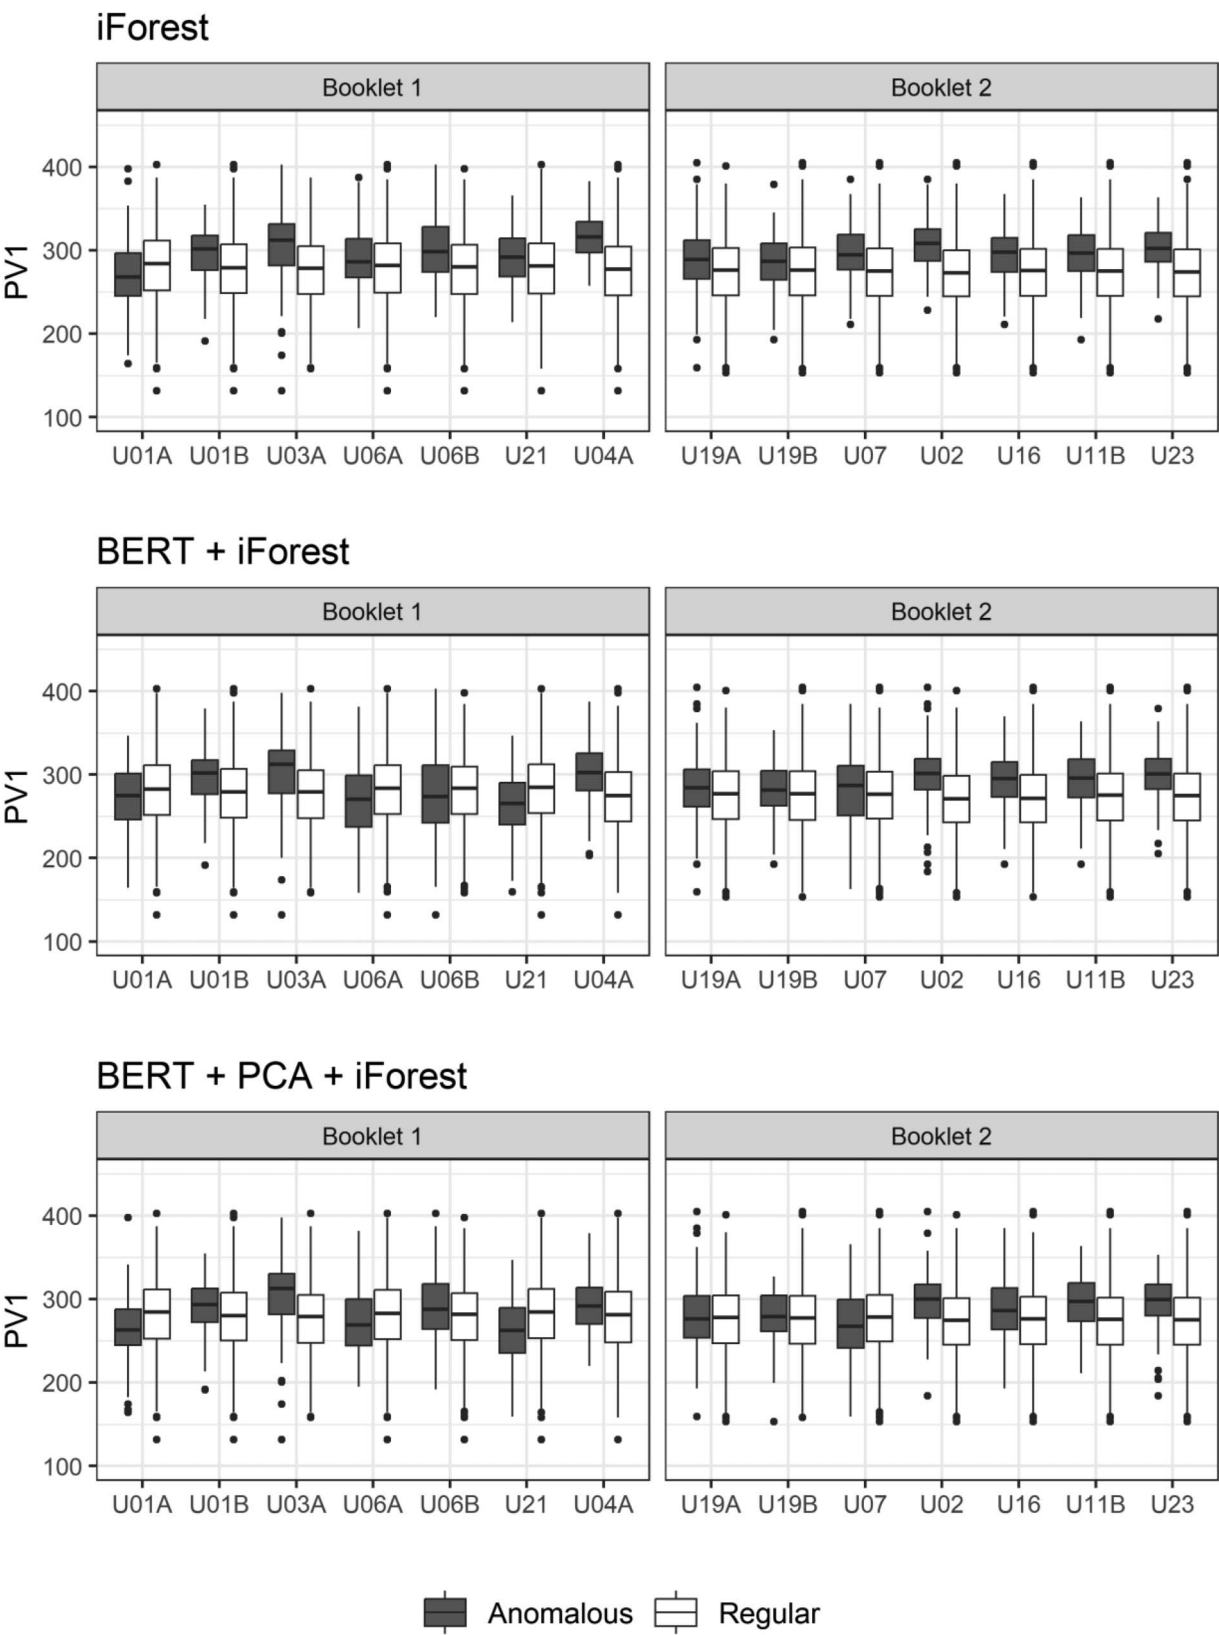 iForest
Booklet 1 Booklet 2
PV1
400
300
200
100
U01A U01B U03A U06A U06B U21 U04A U19A U19B U07 U02 U16 U11B U23
BERT + iForest
Booklet 1 Booklet 2
PV1
400
300
200
100
U01A U01B U03A U06A U06B U21 U04A U19A U19B U07 U02 U16 U11B U23
BERT + PCA + iForest
Booklet 1 Booklet 2
PV1
400
300
200
100
U01A U01B U03A U06A U06B U21 U04A U19A U19B U07 U02 U16 U11B U23
Anomalous Regular